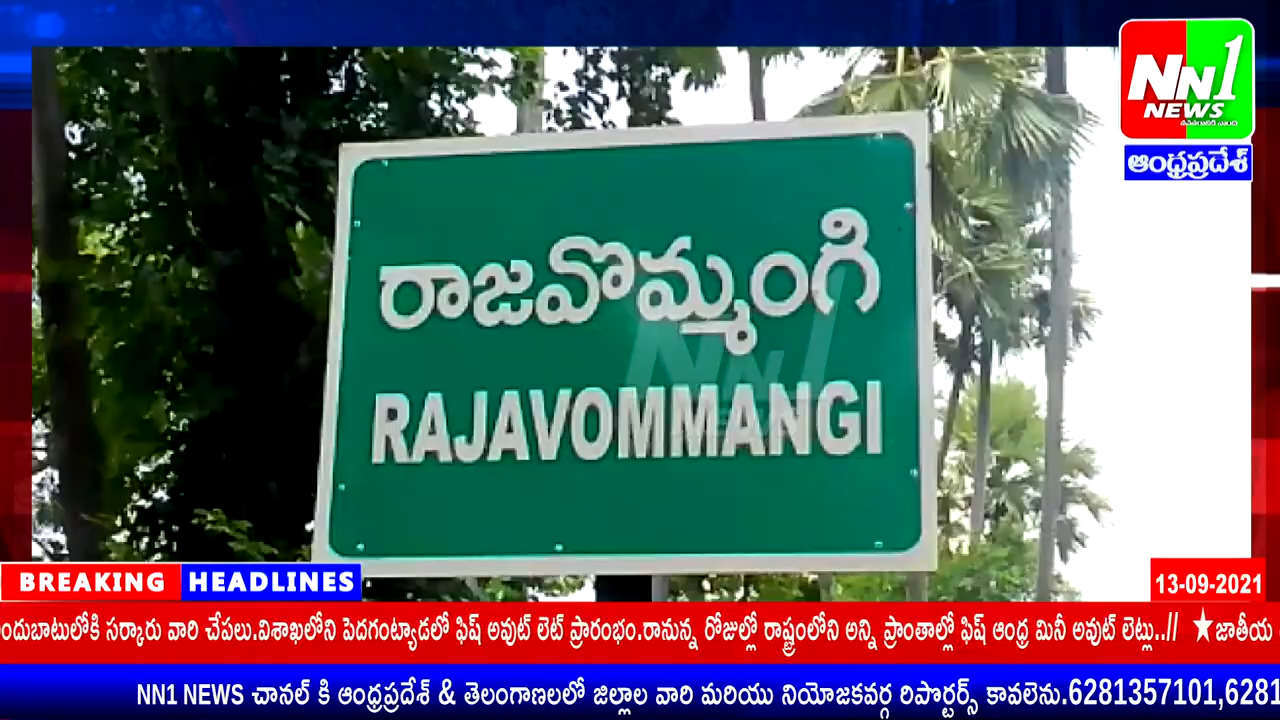 NN1
NEWS
ఆంధ్రప్రదేశ్
రాజవొమ్మంగి
RAJAVOMMANGI
BREAKING HEADLINES
13-09-2021
అందుబాటులోకి సర్కారు వారి చేపలు.విశాఖలోని పెదగంట్యాడలో ఫిష్ అవుట్ లెట్ ప్రారంభం.రానున్న రోజుల్లో రాష్ట్రంలోని అన్ని ప్రాంతాల్లో ఫిష్ ఆంధ్ర మినీ అవుట్ లెట్లు..// ★జాతీయ
NN1 NEWS చానల్ కి ఆంధ్రప్రదేశ్ & తెలంగాణలలో జిల్లాల వారి మరియు నియోజకవర్గ రిపొర్టర్స్ కావలెను.6281357101,6281